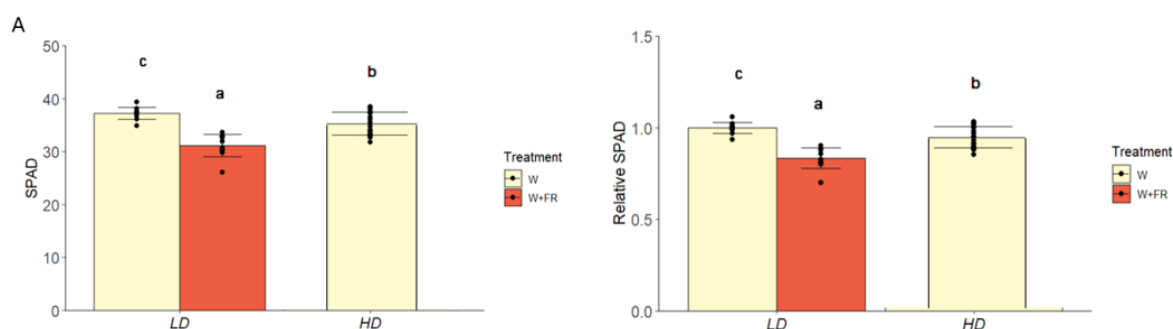 A
50
40
30
20
10
0
SPAD
c
a
b
LD
HD
Treatment
W
W+FR
1.5
1.0
0.5
0.0
Relative SPAD
c
a
b
LD
HD
Treatment
W
W+FR